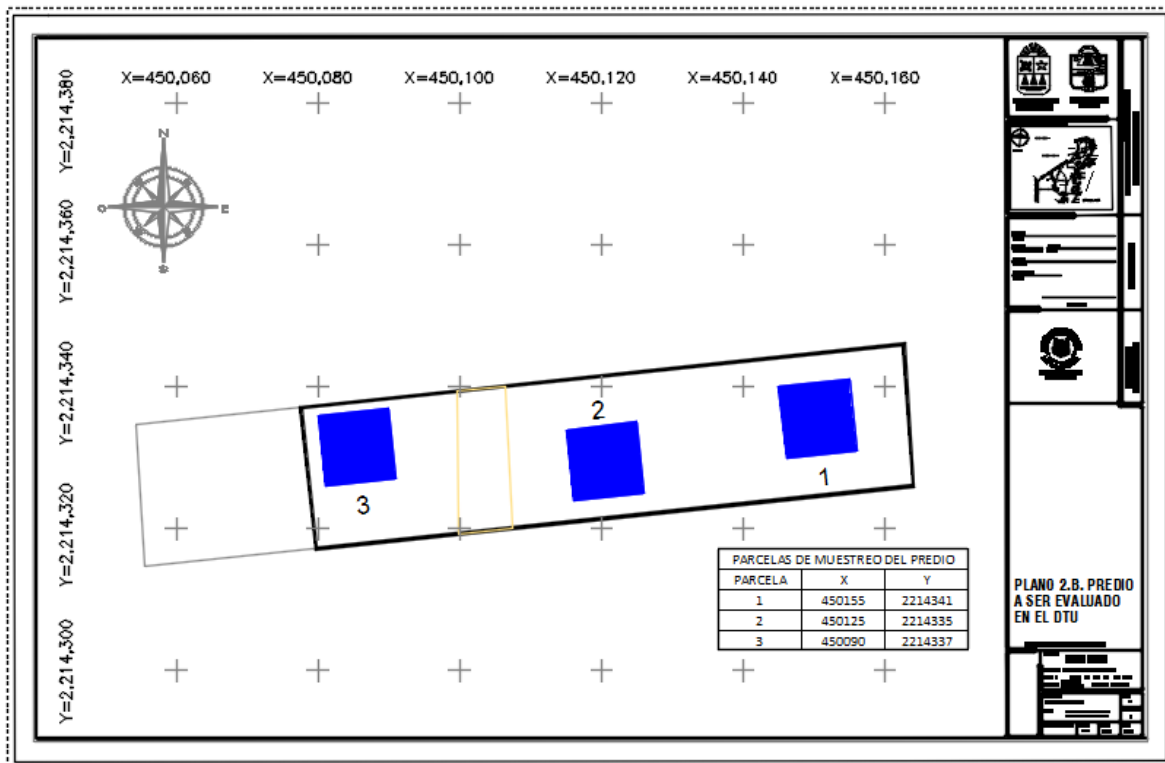 X=450,060 X=450,080 X=450,100 X=450,120 X=450,140 X=450,160
Y=2,214,380
Y=2,214,360
Y=2,214,340
Y=2,214,320
Y=2,214,300
N
O E
S
2
3
1
PARCELAS DE MUESTREO DEL PREDIO
PARCELA X Y
1 450155 2214341
2 450125 2214335
3 450090 2214337
PLANO 2.B. PREDIO
A SER EVALUADO
EN EL DTU